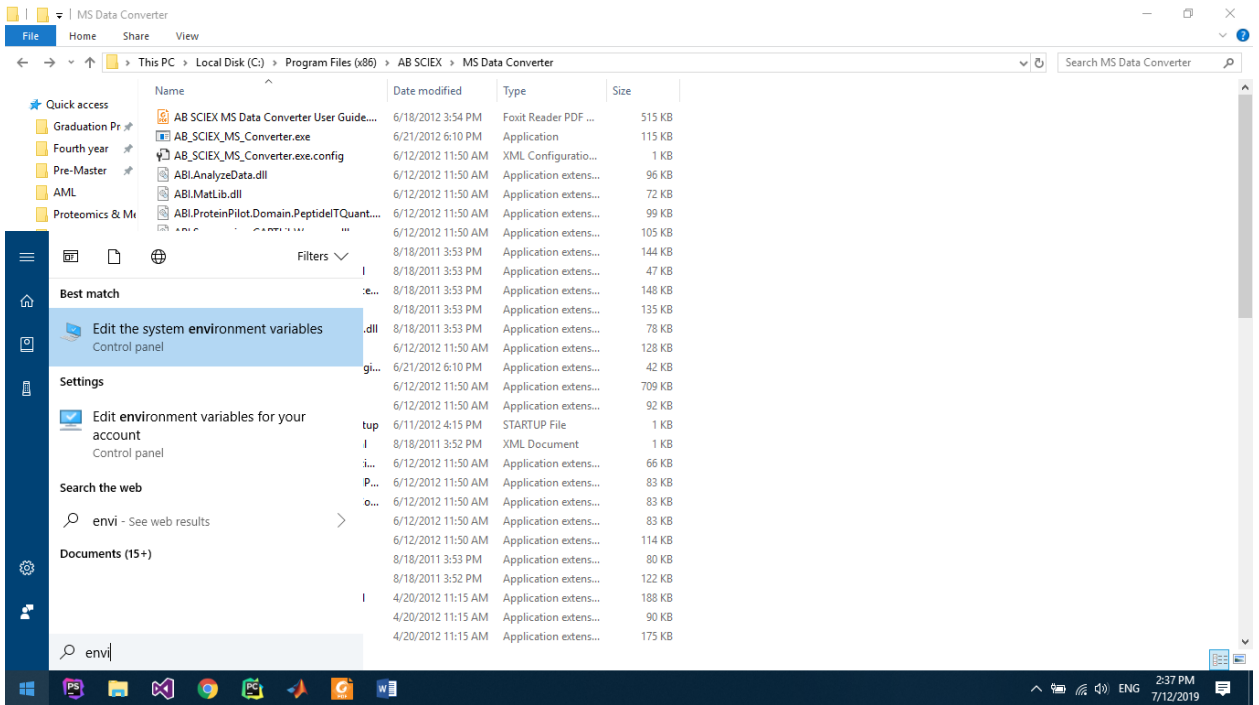 MS Data Converter
File Home Share View
This PC › Local Disk (C:) › Program Files (x86) › AB SCIEX › MS Data Converter
Search MS Data Converter
Name Date modified Type Size
Quick access
Graduation Pr
Fourth year
Pre-Master
AML
Proteomics & Me
AB SCIEX MS Data Converter User Guide.... 6/18/2012 3:54 PM Foxit Reader PDF ... 515 KB
AB_SCIEX_MS_Converter.exe 6/21/2012 6:10 PM Application 115 KB
AB_SCIEX_MS_Converter.exe.config 6/12/2012 11:50 AM XML Configuratio... 1 KB
ABI.AnalyzeData.dll 6/12/2012 11:50 AM Application extens... 96 KB
ABI.MatLib.dll 6/12/2012 11:50 AM Application extens... 72 KB
ABI.ProteinPilot.Domain.PeptideITQuant.... 6/12/2012 11:50 AM Application extens... 99 KB
6/12/2012 11:50 AM Application extens... 105 KB
8/18/2011 3:53 PM Application extens... 144 KB
8/18/2011 3:53 PM Application extens... 47 KB
8/18/2011 3:53 PM Application extens... 148 KB
8/18/2011 3:53 PM Application extens... 135 KB
.dll 8/18/2011 3:53 PM Application extens... 78 KB
6/12/2012 11:50 AM Application extens... 128 KB
gi... 6/21/2012 6:10 PM Application extens... 42 KB
6/12/2012 11:50 AM Application extens... 709 KB
6/12/2012 11:50 AM Application extens... 92 KB
tup 6/11/2012 4:15 PM STARTUP File 1 KB
8/18/2011 3:52 PM XML Document 1 KB
6/12/2012 11:50 AM Application extens... 66 KB
P... 6/12/2012 11:50 AM Application extens... 83 KB
o... 6/12/2012 11:50 AM Application extens... 83 KB
6/12/2012 11:50 AM Application extens... 83 KB
6/12/2012 11:50 AM Application extens... 114 KB
8/18/2011 3:53 PM Application extens... 80 KB
8/18/2011 3:52 PM Application extens... 122 KB
4/20/2012 11:15 AM Application extens... 188 KB
4/20/2012 11:15 AM Application extens... 90 KB
4/20/2012 11:15 AM Application extens... 175 KB
Filters
Best match
Edit the system environment variables
Control panel
Settings
Edit environment variables for your
account
Control panel
Search the web
envi - See web results
Documents (15+)
envi
PS
PC
PDF
ENG
2:37 PM
7/12/2019